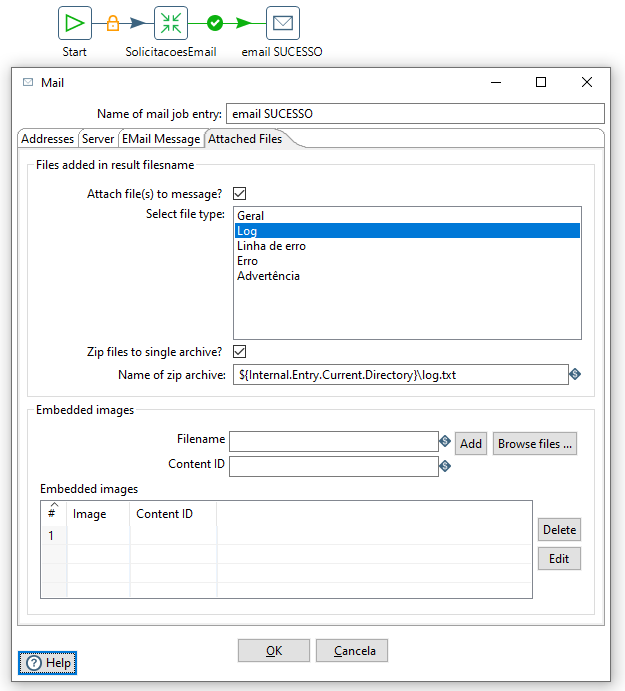 Start
SolicitacoesEmail
email SUCESSO
Mail
Name of mail job entry: email SUCESSO
Addresses Server EMail Message Attached Files
Files added in result filesname
Attach file(s) to message?
Select file type:
Geral
Log
Linha de erro
Erro
Advertência
Zip files to single archive?
Name of zip archive: ${Internal.Entry.Current.Directory}\log.txt
Embedded images
Filename Add Browse files ...
Content ID
Embedded images
# Image Content ID
1
Delete
Edit
OK Cancela
Help